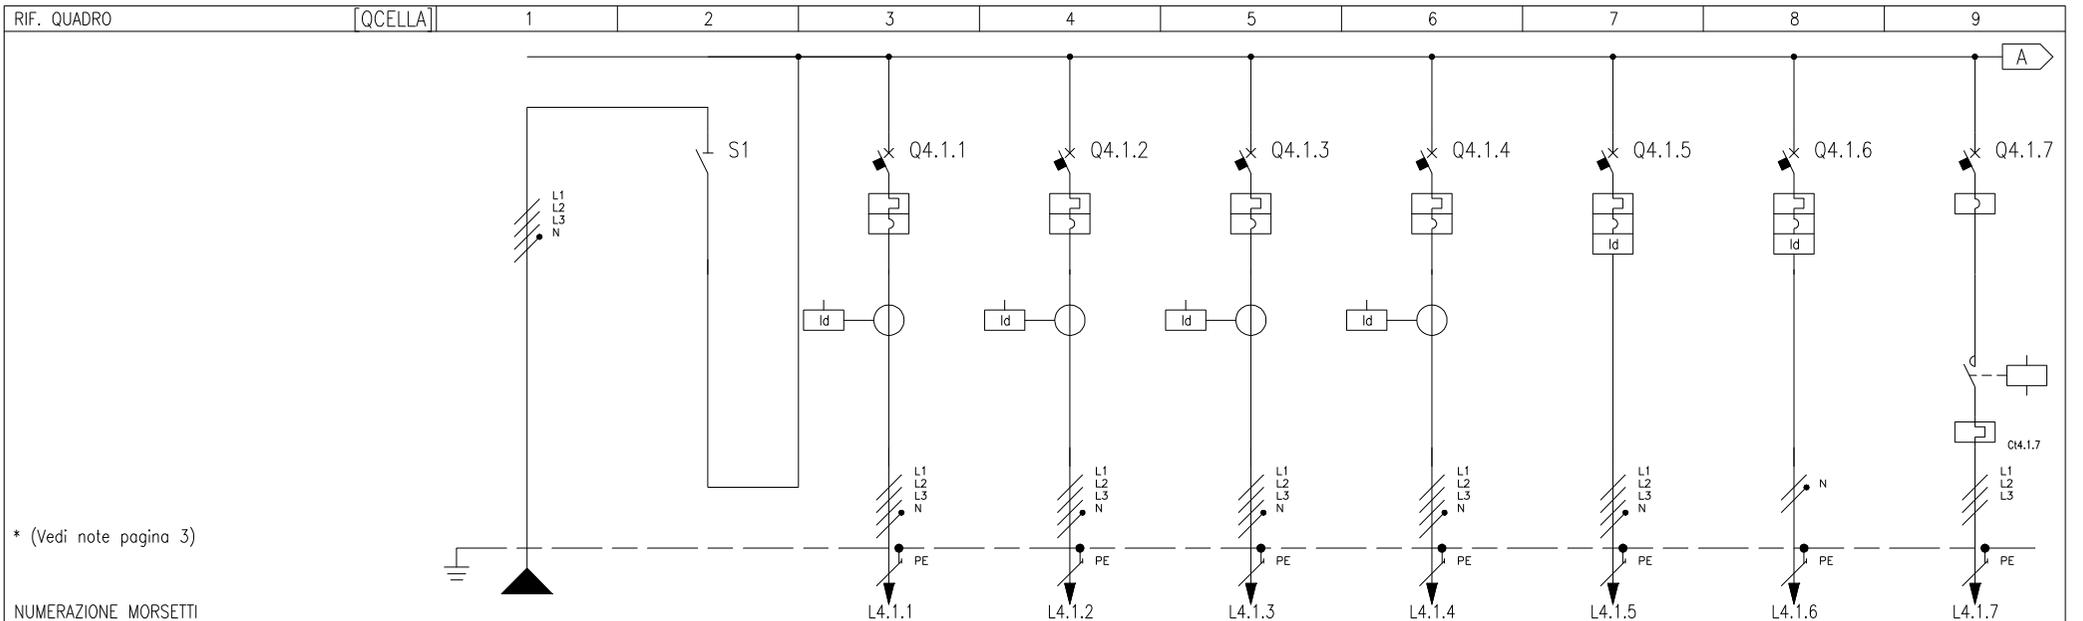 RIF. QUADRO [QCELLA] 1 2 3 4 5 6 7 8 9
A
S1 Q4.1.1 Q4.1.2 Q4.1.3 Q4.1.4 Q4.1.5 Q4.1.6 Q4.1.7
L1
L2
L3
N
Id Id
Id Id Id Id
Ct4.1.7
L1 L1 L1 L1 L1 L1
L2 L2 L2 L2 L2 N L2
L3 L3 L3 L3 L3 L3
N N N N N
* (Vedi note pagina 3)
PE PE PE PE PE PE PE
NUMERAZIONE MORSETTI L4.1.1 L4.1.2 L4.1.3 L4.1.4 L4.1.5 L4.1.6 L4.1.7